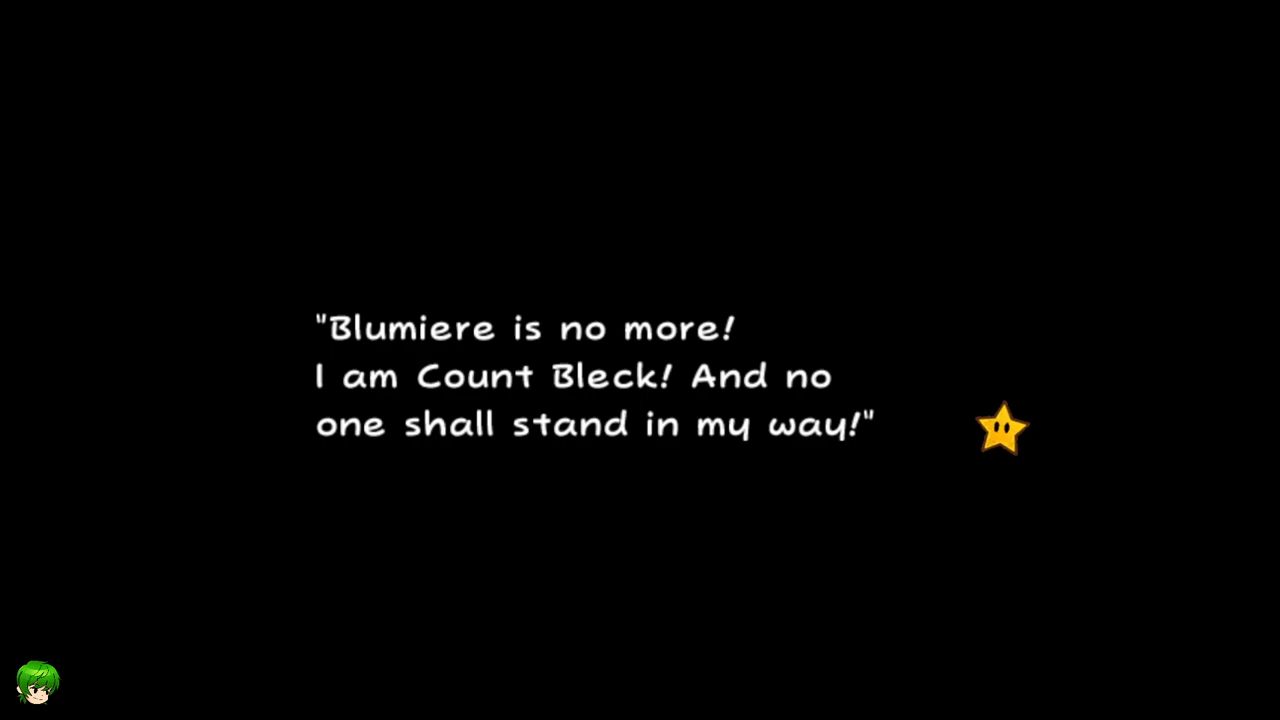 "Blumiere is no more!
I am Count Bleck! And no
one shall stand in my way!"